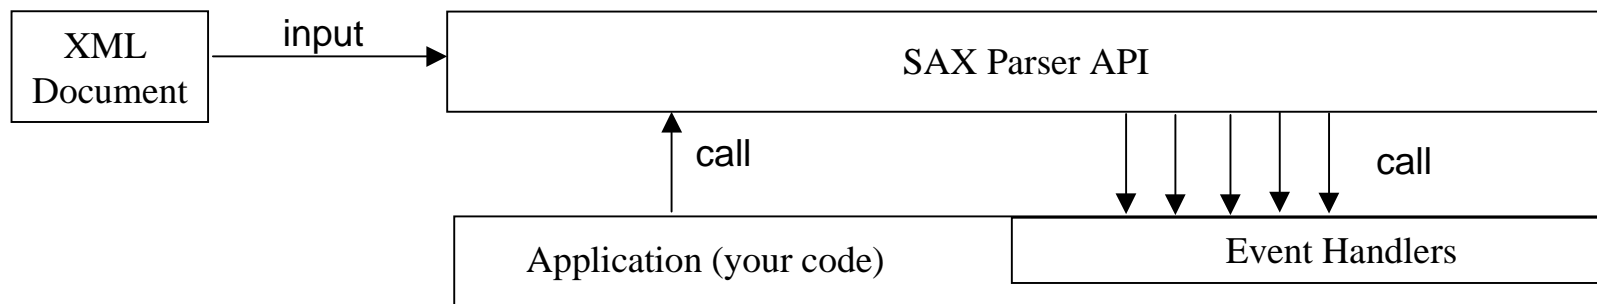 XML
Document
input
SAX Parser API
call
call
Application (your code)
Event Handlers